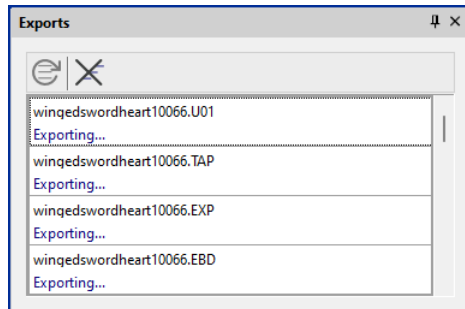 Exports
wingedswordheart10066.U01
Exporting...
wingedswordheart10066.TAP
Exporting...
wingedswordheart10066.EXP
Exporting...
wingedswordheart10066.EBD
Exporting...